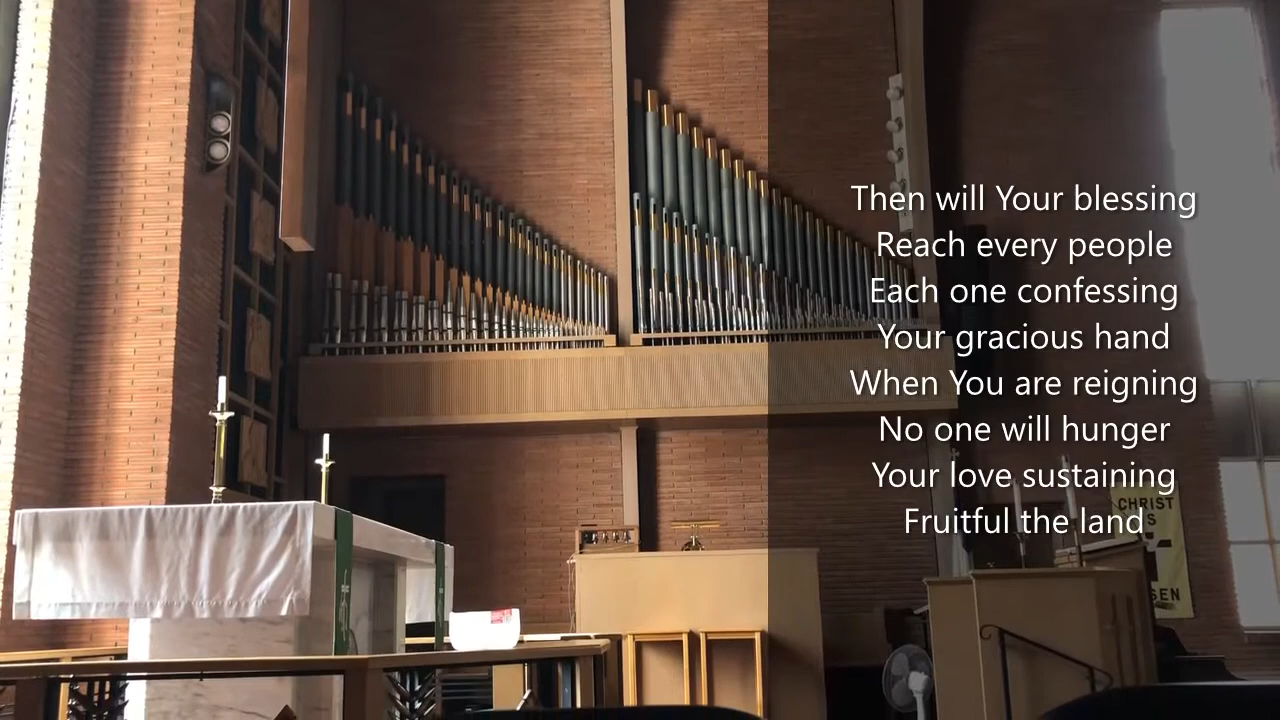 Then will Your blessing
Reach every people
Each one confessing
Your gracious hand
When You are reigning
No one will hunger
Your love sustaining
Fruitful the land
CHRIST